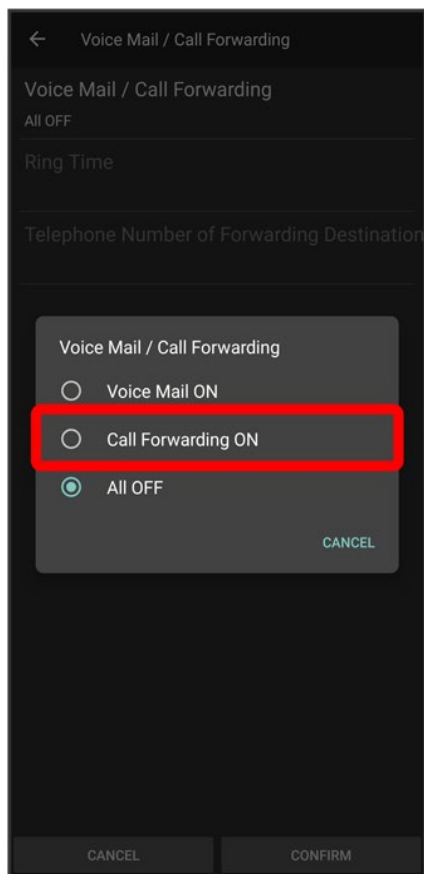 Voice Mail / Call Forwarding
Voice Mail / Call Forwarding
All OFF
Ring Time
Telephone Number of Forwarding Destination
Voice Mail / Call Forwarding
Voice Mail ON
Call Forwarding ON
All OFF
CANCEL
CANCEL CONFIRM